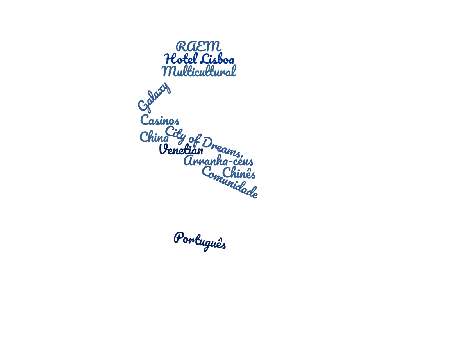 RAEM
Hotel Lisboa
Multicultural
Galaxy
Casinos
China
City of Dreams,
Venetian
Arranha-céus
Chinês
Comunidade
Português